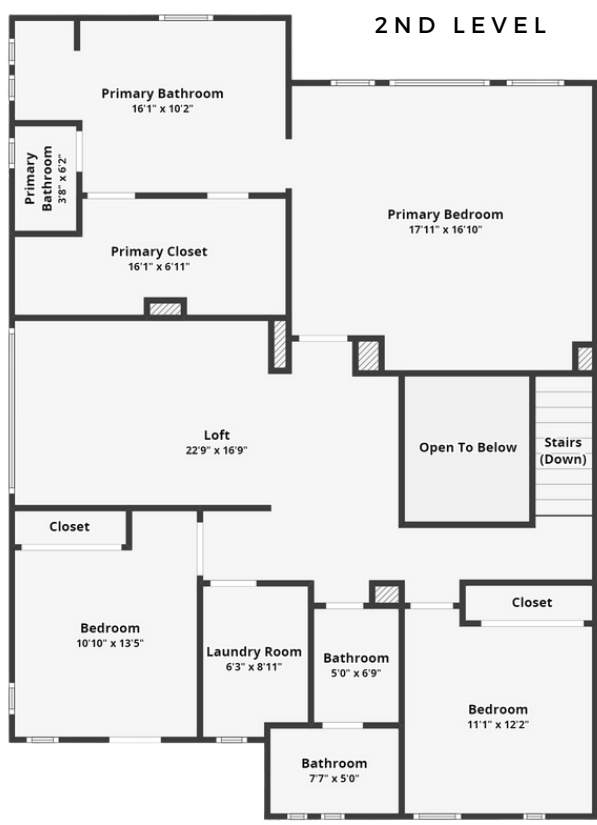 2ND LEVEL
Primary Bathroom
16'1" x 10'2"
Primary
Bathroom
3'8" x 6'2"
Primary Bedroom
17'11" x 16'10"
Primary Closet
16'1" x 6'11"
Loft
22'9" x 16'9"
Open To Below
Stairs
(Down)
Closet
Bedroom
10'10" x 13'5"
Laundry Room
6'3" x 8'11"
Bathroom
5'0" x 6'9"
Closet
Bedroom
11'1" x 12'2"
Bathroom
7'7" x 5'0"